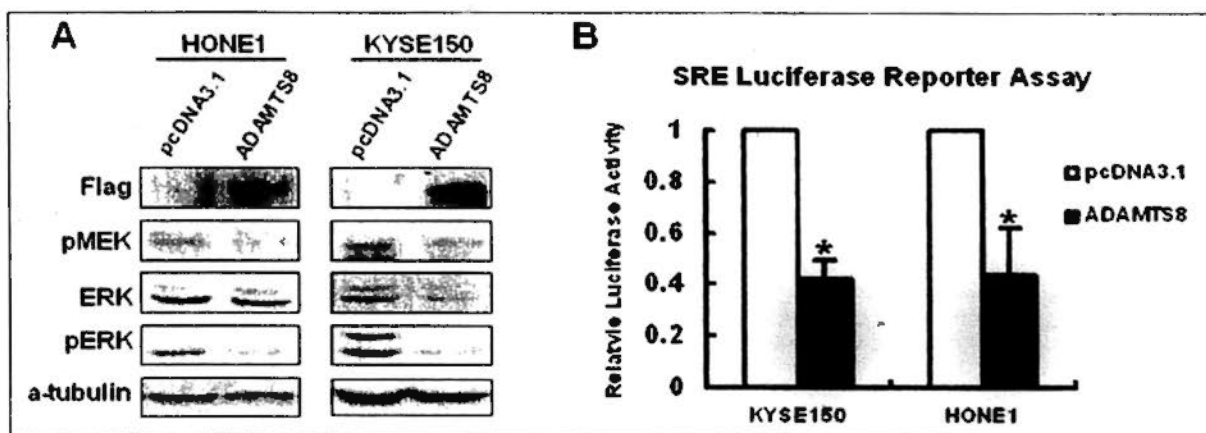 A
HONE1
KYSE150
pcDNA3.1
ADAMTS8
pcDNA3.1
ADAMTS8
Flag
pMEK
ERK
pERK
a-tubulin
B
SRE Luciferase Reporter Assay
Relatvie Luciferase Activity
1
0.8
0.6
0.4
0.2
0
*
*
KYSE150
HONE1
pcDNA3.1
ADAMTS8